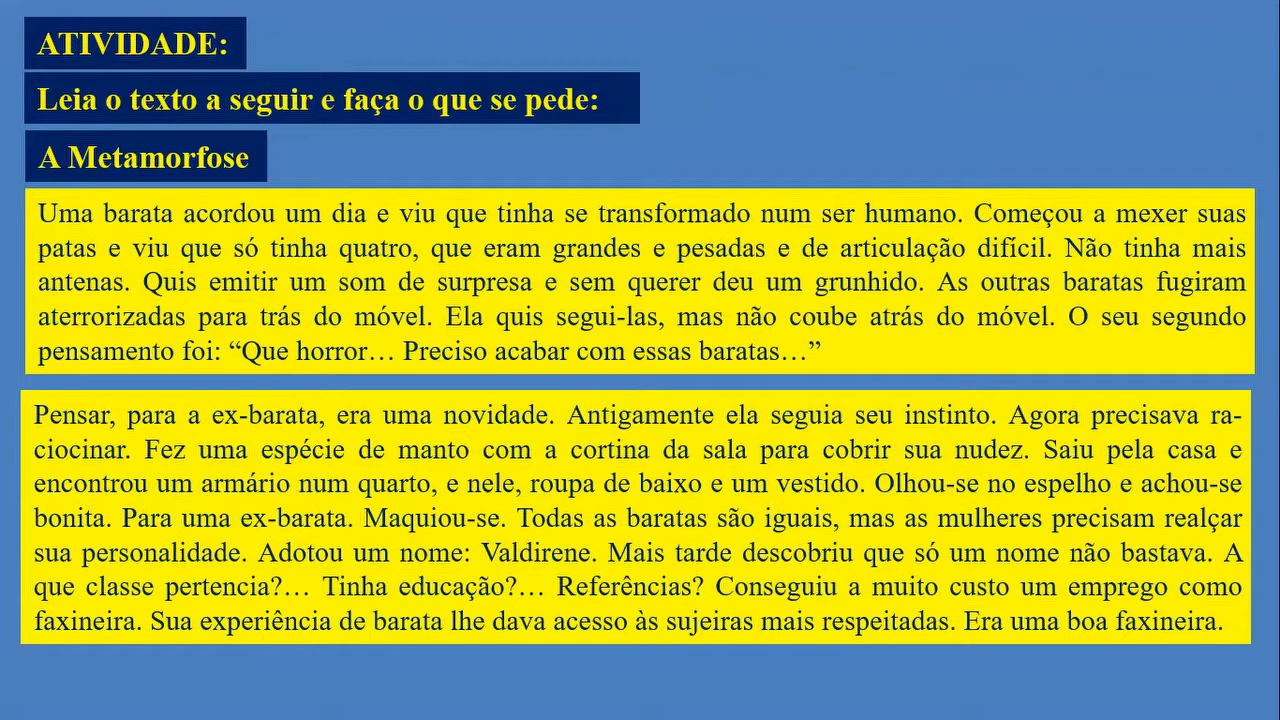 ATIVIDADE:
Leia o texto a seguir e faça o que se pede:
A Metamorfose
Uma barata acordou um dia e viu que tinha se transformado num ser humano. Começou a mexer suas
patas e viu que só tinha quatro, que eram grandes e pesadas e de articulação difícil. Não tinha mais
antenas. Quis emitir um som de surpresa e sem querer deu um grunhido. As outras baratas fugiram
aterrorizadas para trás do móvel. Ela quis segui-las, mas não coube atrás do móvel. O seu segundo
pensamento foi: “Que horror… Preciso acabar com essas baratas…”
Pensar, para a ex-barata, era uma novidade. Antigamente ela seguia seu instinto. Agora precisava ra-
ciocinar. Fez uma espécie de manto com a cortina da sala para cobrir sua nudez. Saiu pela casa e
encontrou um armário num quarto, e nele, roupa de baixo e um vestido. Olhou-se no espelho e achou-se
bonita. Para uma ex-barata. Maquiou-se. Todas as baratas são iguais, mas as mulheres precisam realçar
sua personalidade. Adotou um nome: Valdirene. Mais tarde descobriu que só um nome não bastava. A
que classe pertencia?… Tinha educação?… Referências? Conseguiu a muito custo um emprego como
faxineira. Sua experiência de barata lhe dava acesso às sujeiras mais respeitadas. Era uma boa faxineira.